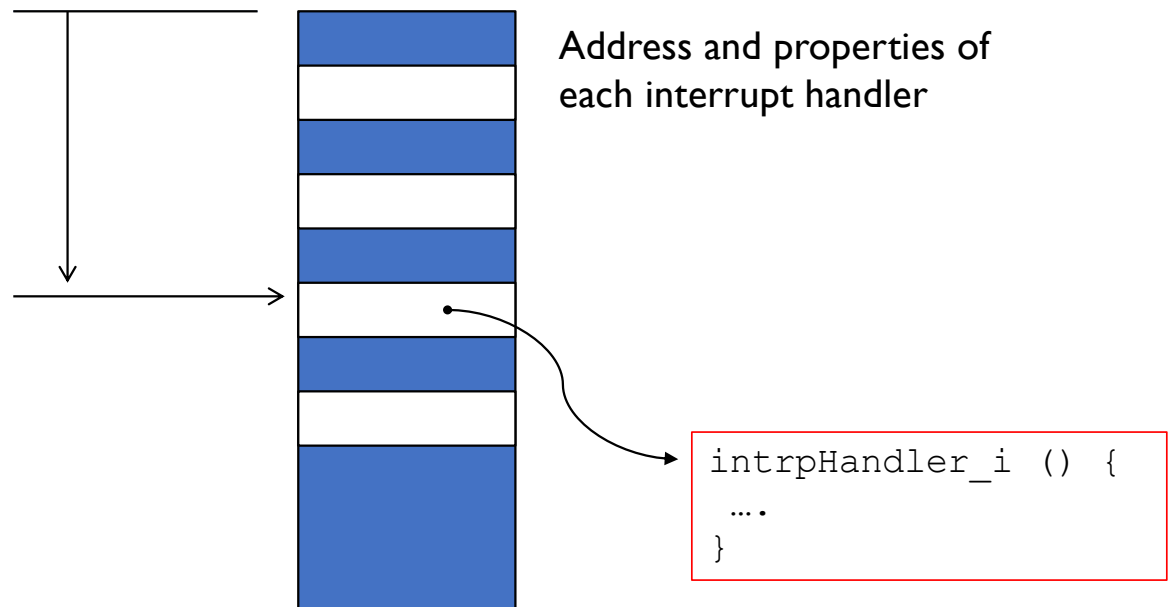 Address and properties of
each interrupt handler
intrpHandler_i () {
….
}